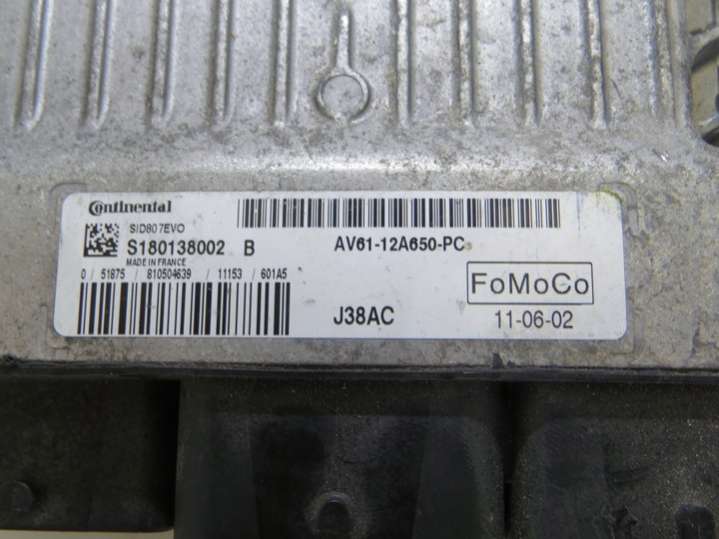 Continental
SID807EVO
S180138002 B
MADE IN FRANCE
0 / 51875 / 810504639 / 11153 / 601A5
AV61-12A650-PC
FoMoCo
J38AC
11-06-02